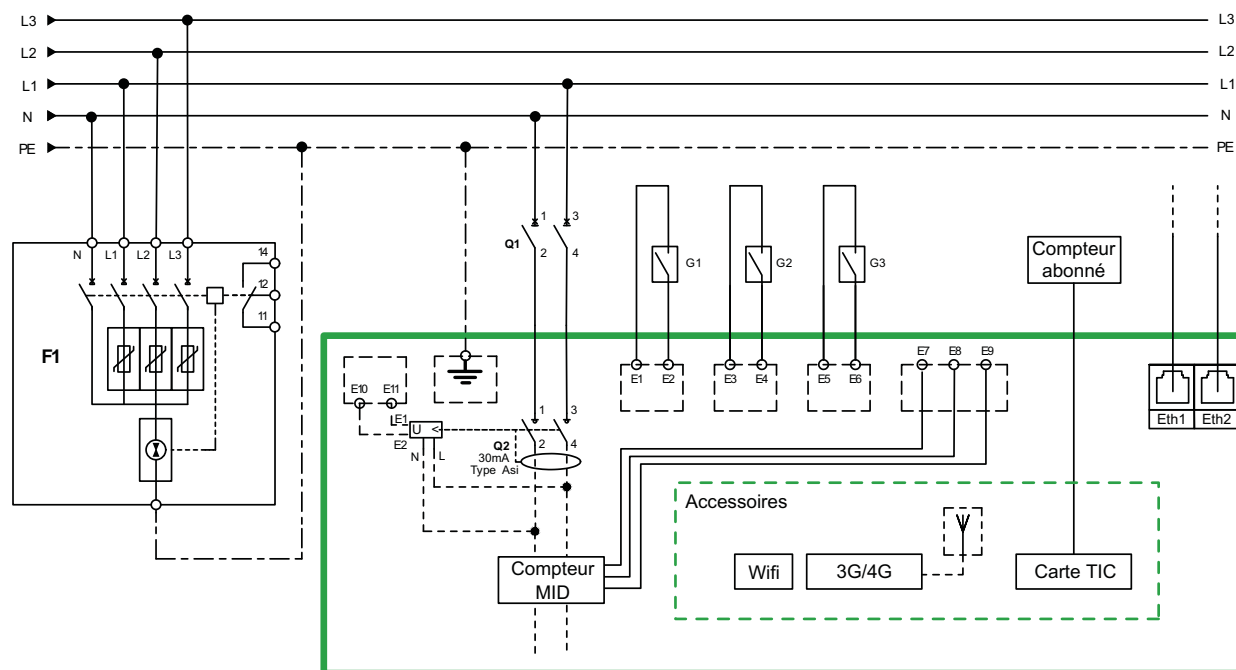 L3 L3
L2 L2
L1 L1
N N
PE PE
1 3
Q1
2 4
G1 G2 G3
Compteur
abonné
N L1 L2 L3 14
12
11
F1
E10 E11
E1 E2 E3 E4 E5 E6 E7 E8 E9
E1
E2
U <
N L
1 3
Q2 2 4
30mA
Type Asi
Eth1 Eth2
Accessoires
Compteur
MID
Wifi 3G/4G Carte TIC